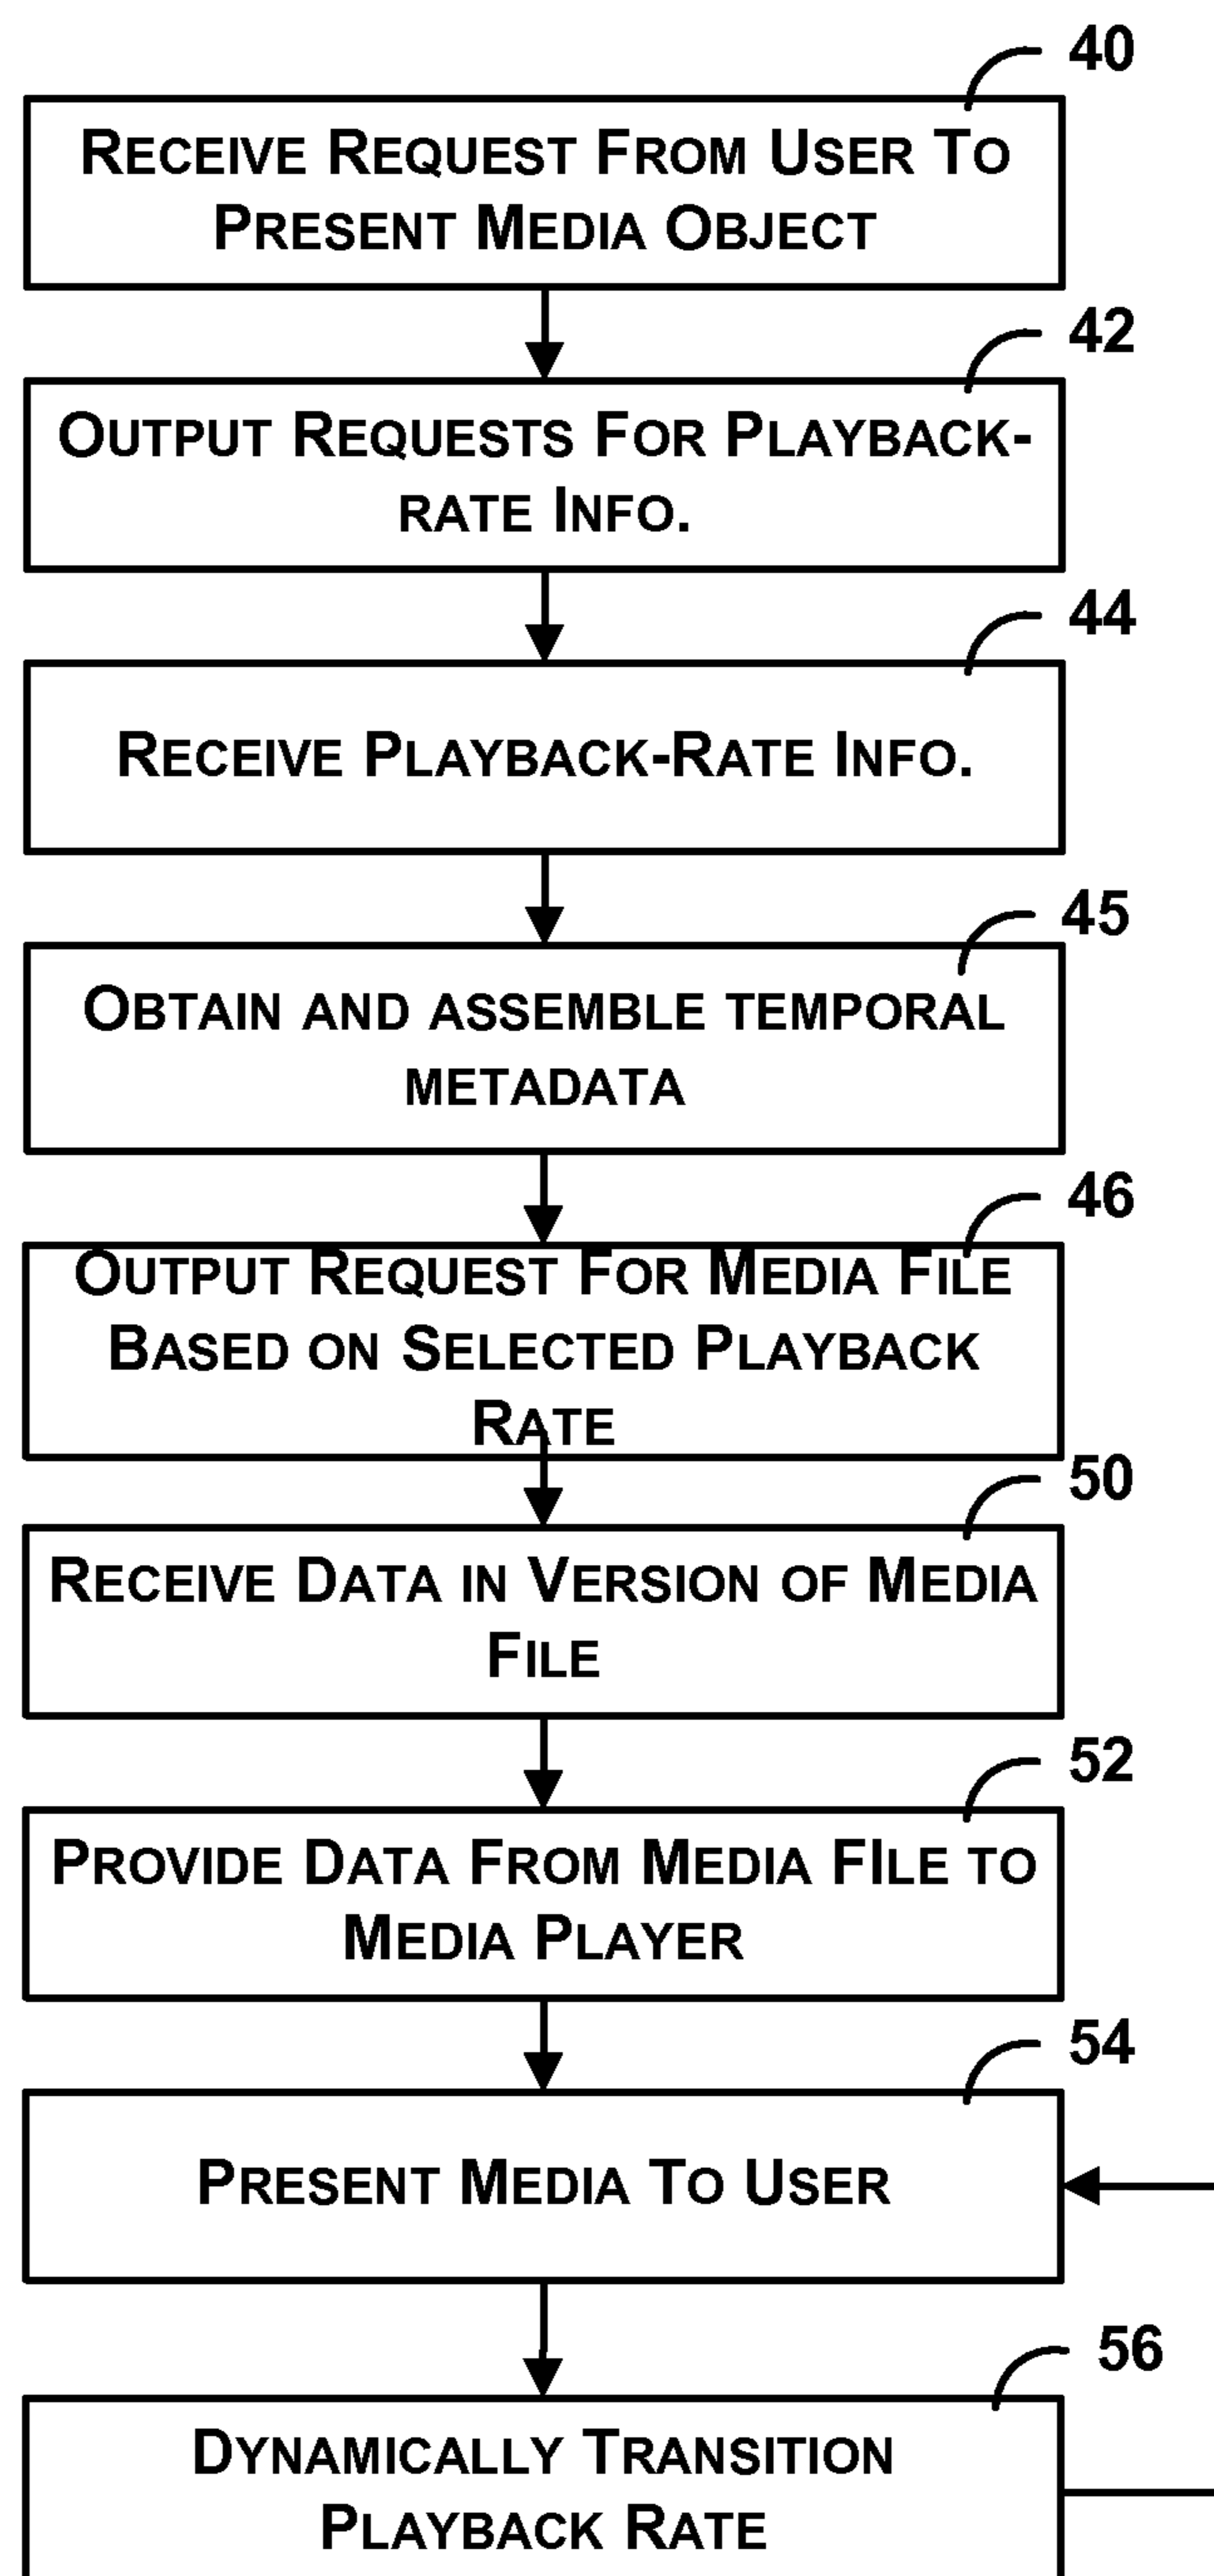 40
RECEIVE REQUEST FROM USER TO
PRESENT MEDIA OBJECT
42
OUTPUT REQUESTS FOR PLAYBACK-
RATE INFO.
44
RECEIVE PLAYBACK-RATE INFO.
45
OBTAIN AND ASSEMBLE TEMPORAL
METADATA
46
OUTPUT REQUEST FOR MEDIA FILE
BASED ON SELECTED PLAYBACK
RATE
50
RECEIVE DATA IN VERSION OF MEDIA
FILE
52
PROVIDE DATA FROM MEDIA FILE TO
MEDIA PLAYER
54
PRESENT MEDIA TO USER
56
DYNAMICALLY TRANSITION
PLAYBACK RATE